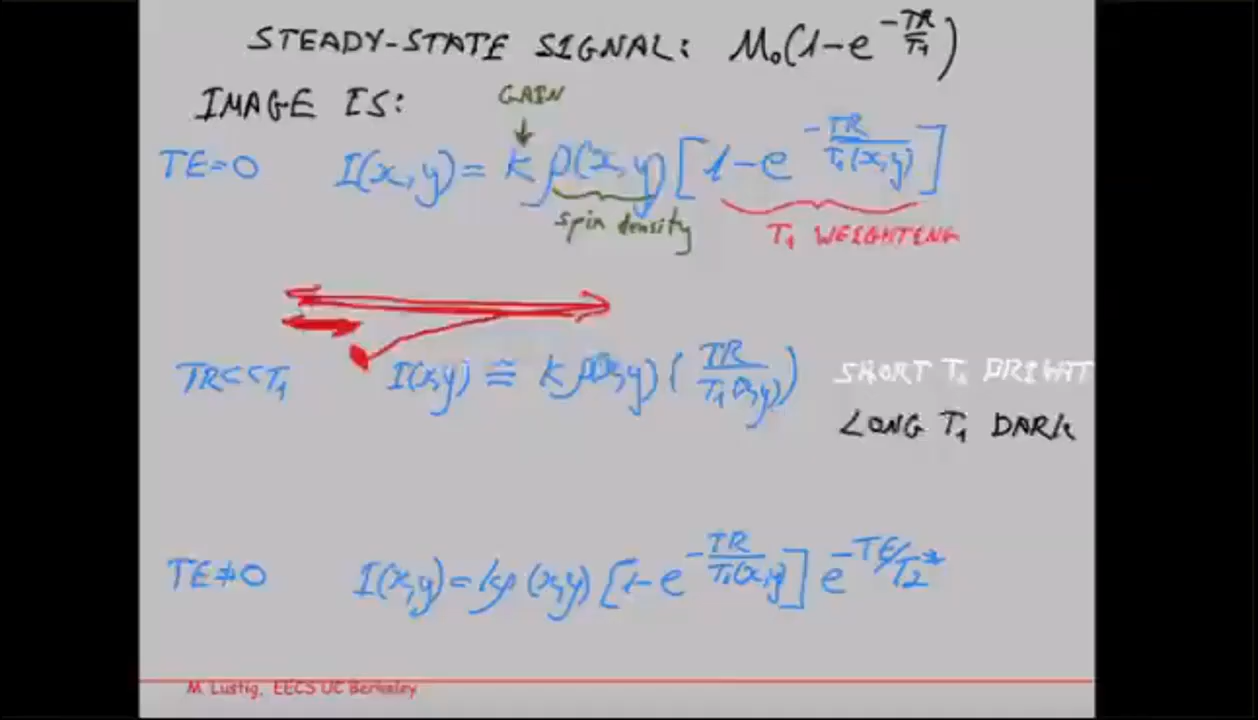 STEADY-STATE SIGNAL: M₀(1-e^{-TR/T₁})
IMAGE IS:
GAIN
TE=0 I(x,y)= k ρ(x,y) [1-e^{-TR/T₁(x,y)}]
spin density
T₁ WEIGHTING
TR<<T₁ I(x,y) ≅ k ρ(x,y) (TR/T₁(x,y)) SHORT T₁ BRIGHT
LONG T₁ DARK
TE≠0 I(x,y)=kρ(x,y) [1-e^{-TR/T₁(x,y)}] e^{-TE/T₂*}
M. Lustig, EECS UC Berkeley